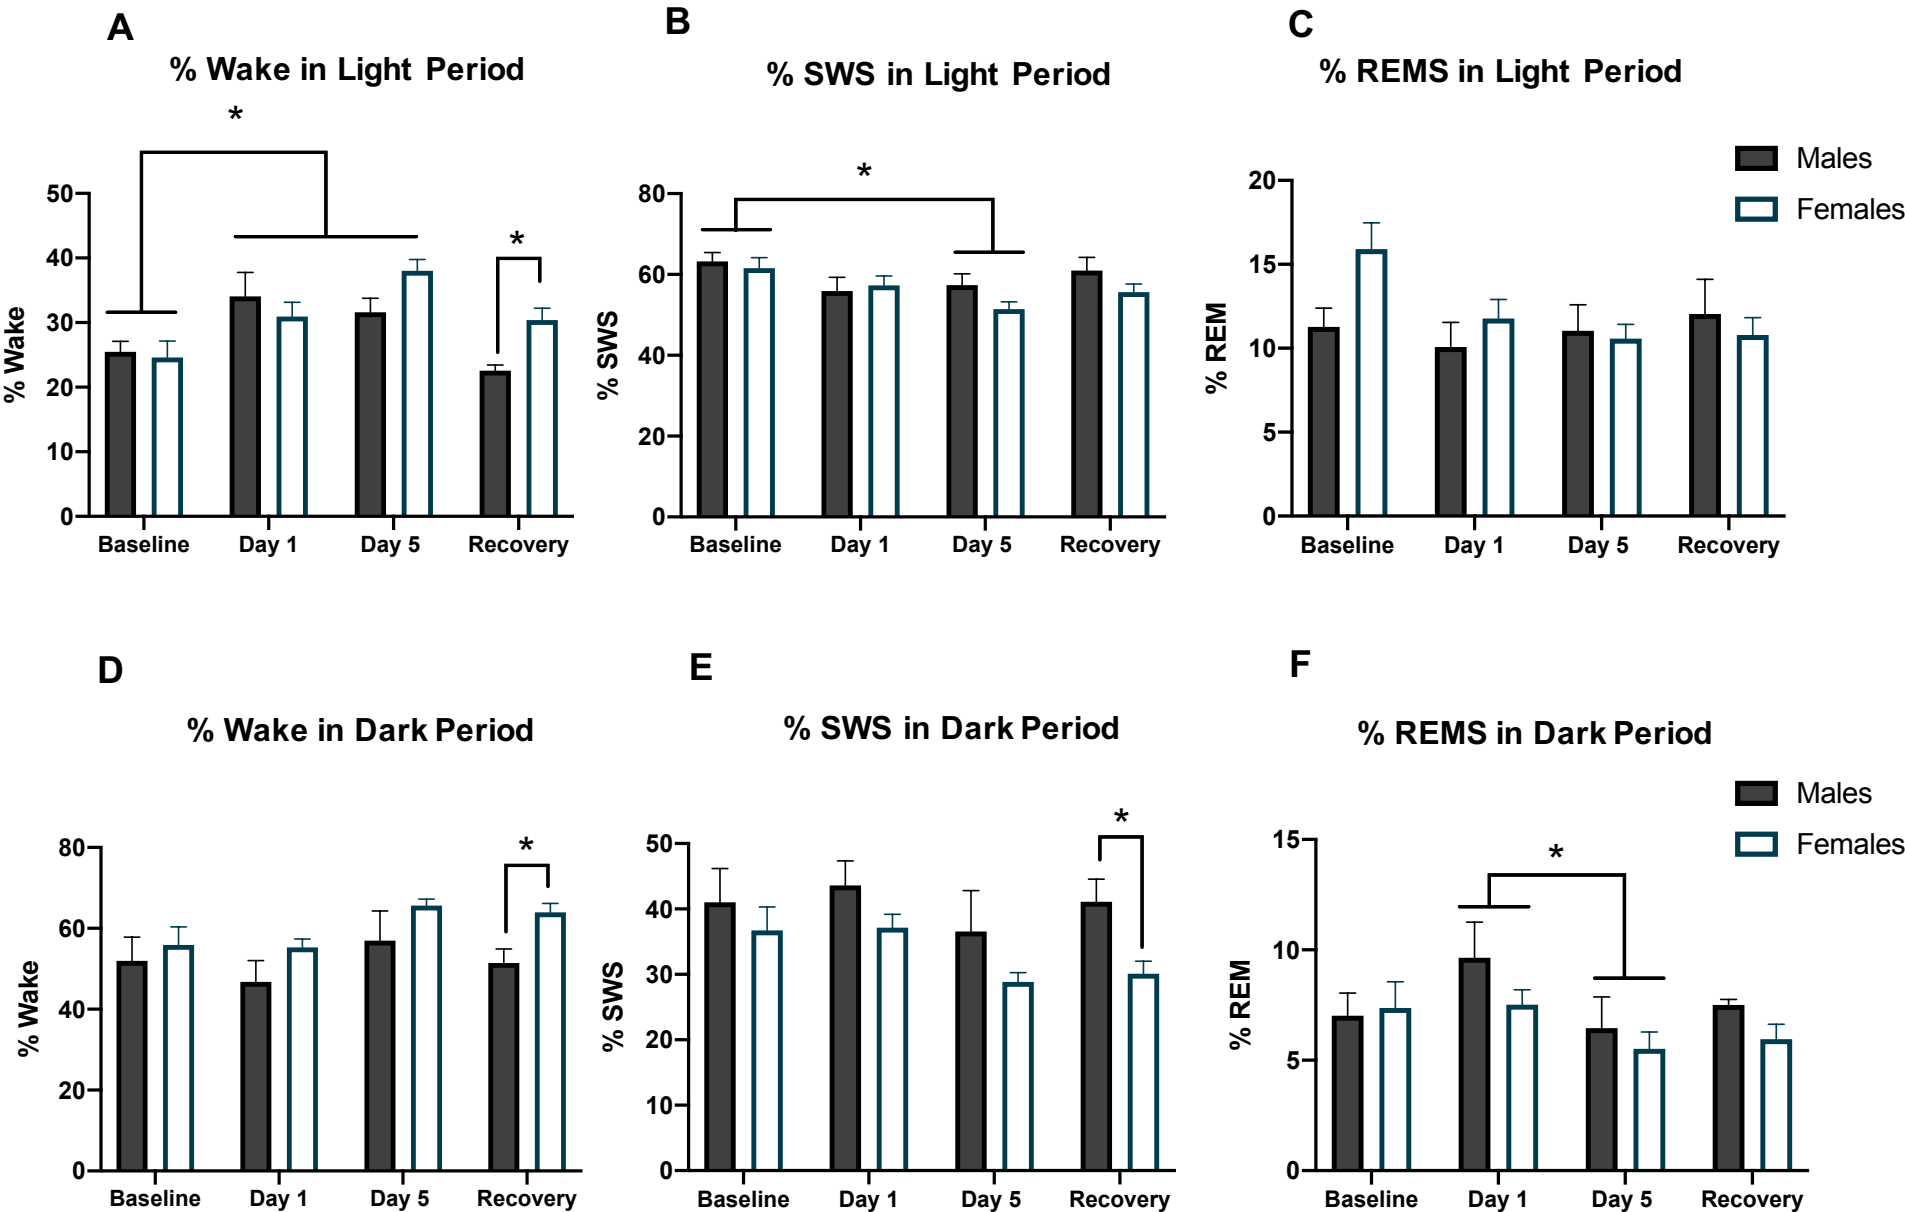 A
% Wake in Light Period
*
*
% Wake
50
40
30
20
10
0
Baseline Day 1 Day 5 Recovery
B
% SWS in Light Period
*
% SWS
80
60
40
20
0
Baseline Day 1 Day 5 Recovery
C
% REMS in Light Period
% REM
20
15
10
5
0
Baseline Day 1 Day 5 Recovery
Males
Females
D
% Wake in Dark Period
*
% Wake
80
60
40
20
0
Baseline Day 1 Day 5 Recovery
E
% SWS in Dark Period
*
% SWS
50
40
30
20
10
0
Baseline Day 1 Day 5 Recovery
F
% REMS in Dark Period
*
% REM
15
10
5
0
Baseline Day 1 Day 5 Recovery
Males
Females